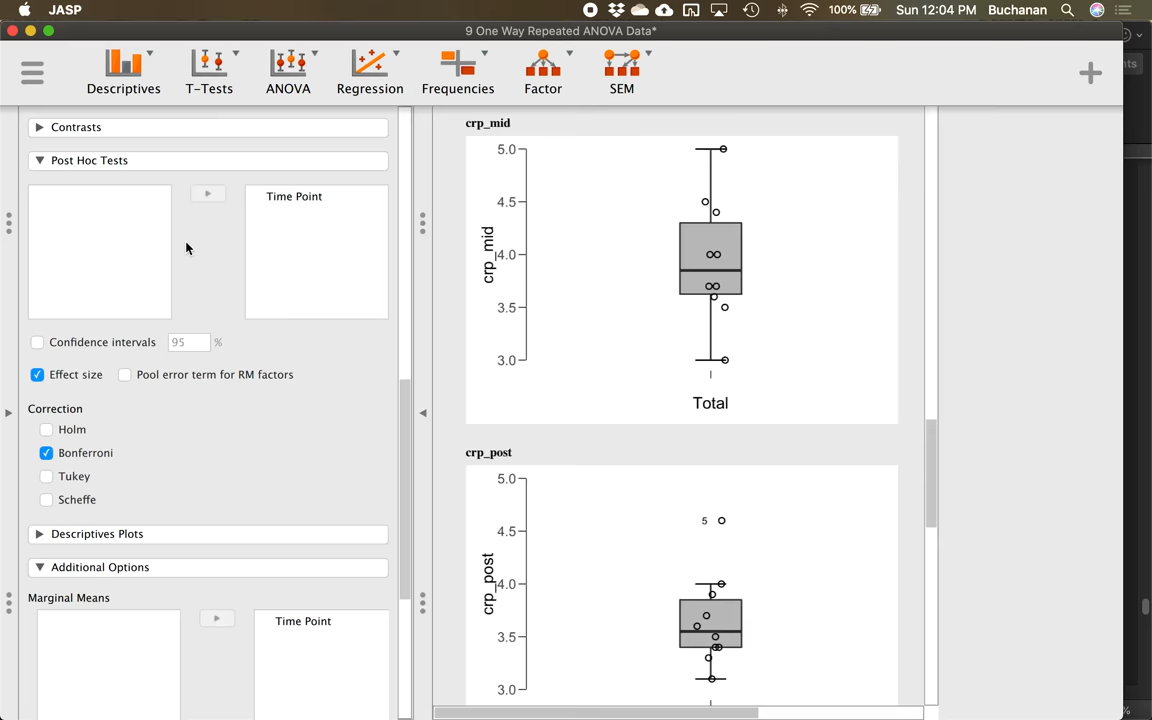 JASP
100%
Sun 12:04 PM
Buchanan
9 One Way Repeated ANOVA Data*
nts
Descriptives
T-Tests
ANOVA
Regression
Frequencies
Factor
SEM
Contrasts
Post Hoc Tests
Time Point
Confidence intervals
95
%
Effect size
Pool error term for RM factors
Correction
Holm
Bonferroni
Tukey
Scheffe
Descriptives Plots
Additional Options
Marginal Means
Time Point
crp_mid
5.0
4.5
4.0
3.5
3.0
crp_mid
Total
crp_post
5.0
4.5
4.0
3.5
3.0
crp_post
5
%